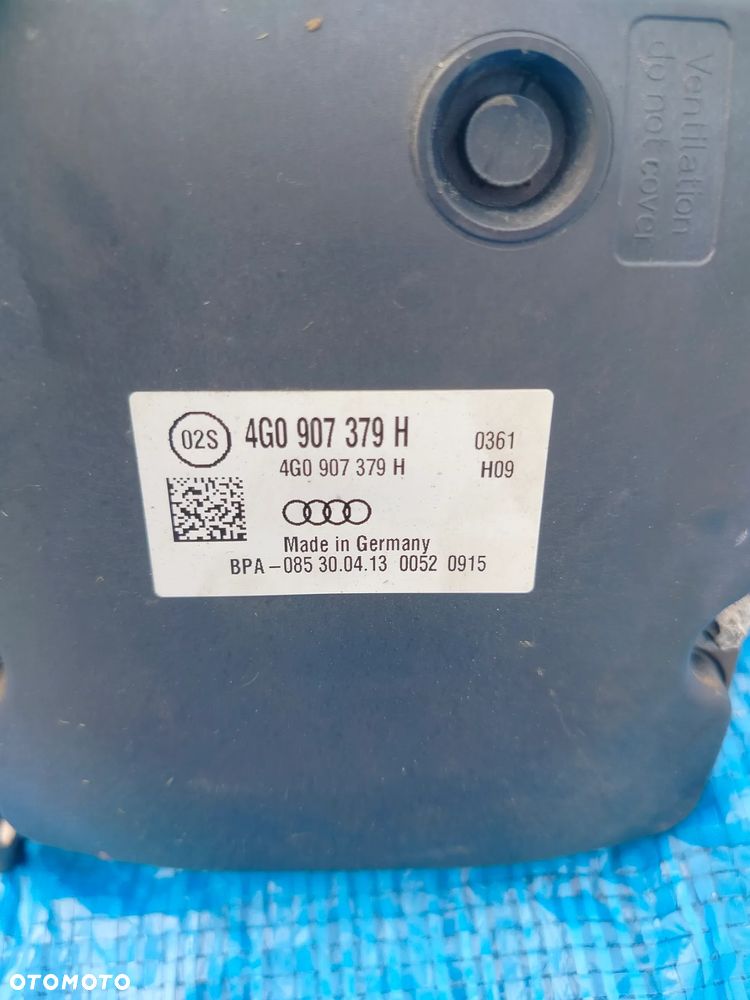 Ventilation
do not cover
02S 4G0 907 379 H 0361
4G0 907 379 H H09
Made in Germany
BPA-085 30.04.13 0052 0915
OTOMOTO